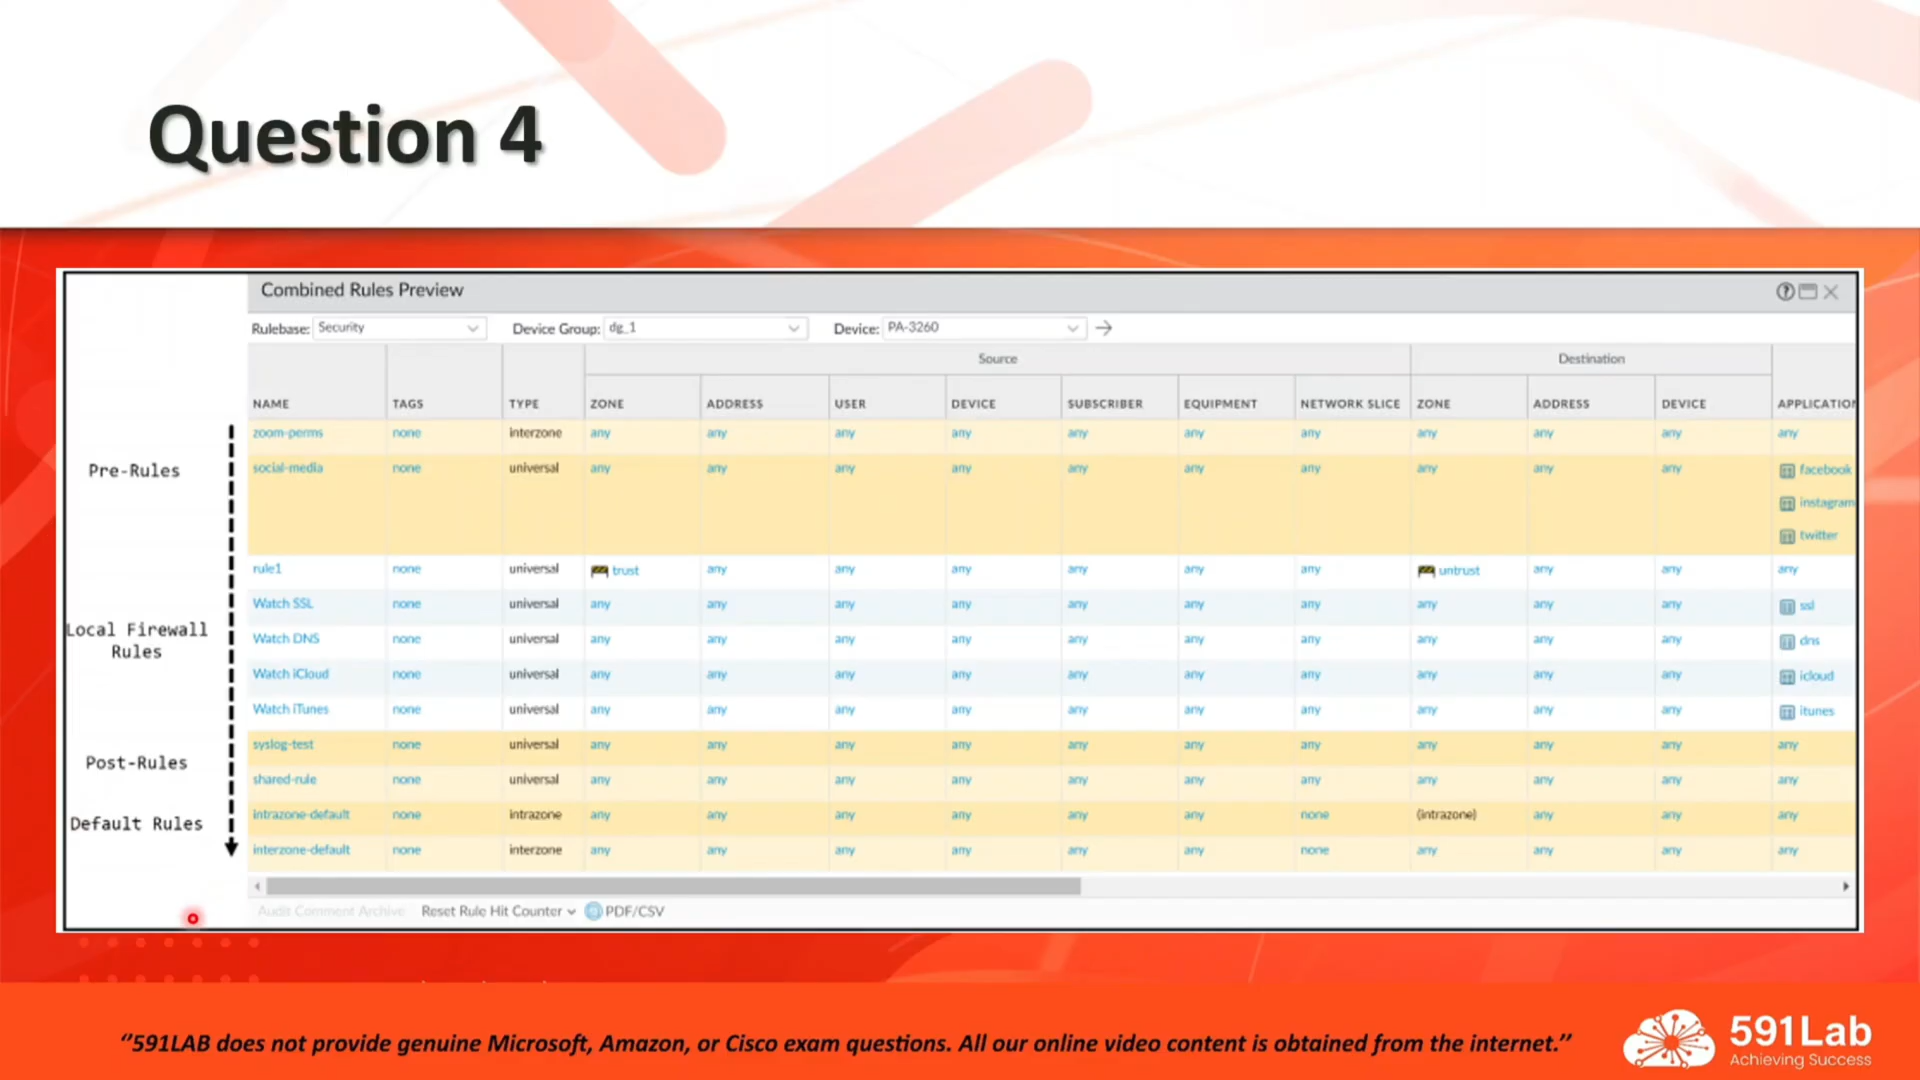 Question 4
Combined Rules Preview
Rulebase: Security Device Group: dg_1 Device: PA-3260
Source Destination
NAME TAGS TYPE ZONE ADDRESS USER DEVICE SUBSCRIBER EQUIPMENT NETWORK SLICE ZONE ADDRESS DEVICE APPLICATION
Pre-Rules
zoom-perms none interzone any any any any any any any any any any any
social-media none universal any any any any any any any any any any facebook
instagram
twitter
Local Firewall
Rules
rule1 none universal trust any any any any any any untrust any any any
Watch SSL none universal any any any any any any any any any any ssl
Watch DNS none universal any any any any any any any any any any dns
Watch iCloud none universal any any any any any any any any any any icloud
Watch iTunes none universal any any any any any any any any any any itunes
Post-Rules
syslog-test none universal any any any any any any any any any any any
shared-rule none universal any any any any any any any any any any any
Default Rules
intrazone-default none intrazone any any any any any any none (intrazone) any any any
interzone-default none interzone any any any any any any none any any any any
Audit Comment Archive Reset Rule Hit Counter PDF/CSV
"591LAB does not provide genuine Microsoft, Amazon, or Cisco exam questions. All our online video content is obtained from the internet."
591Lab
Achieving Success